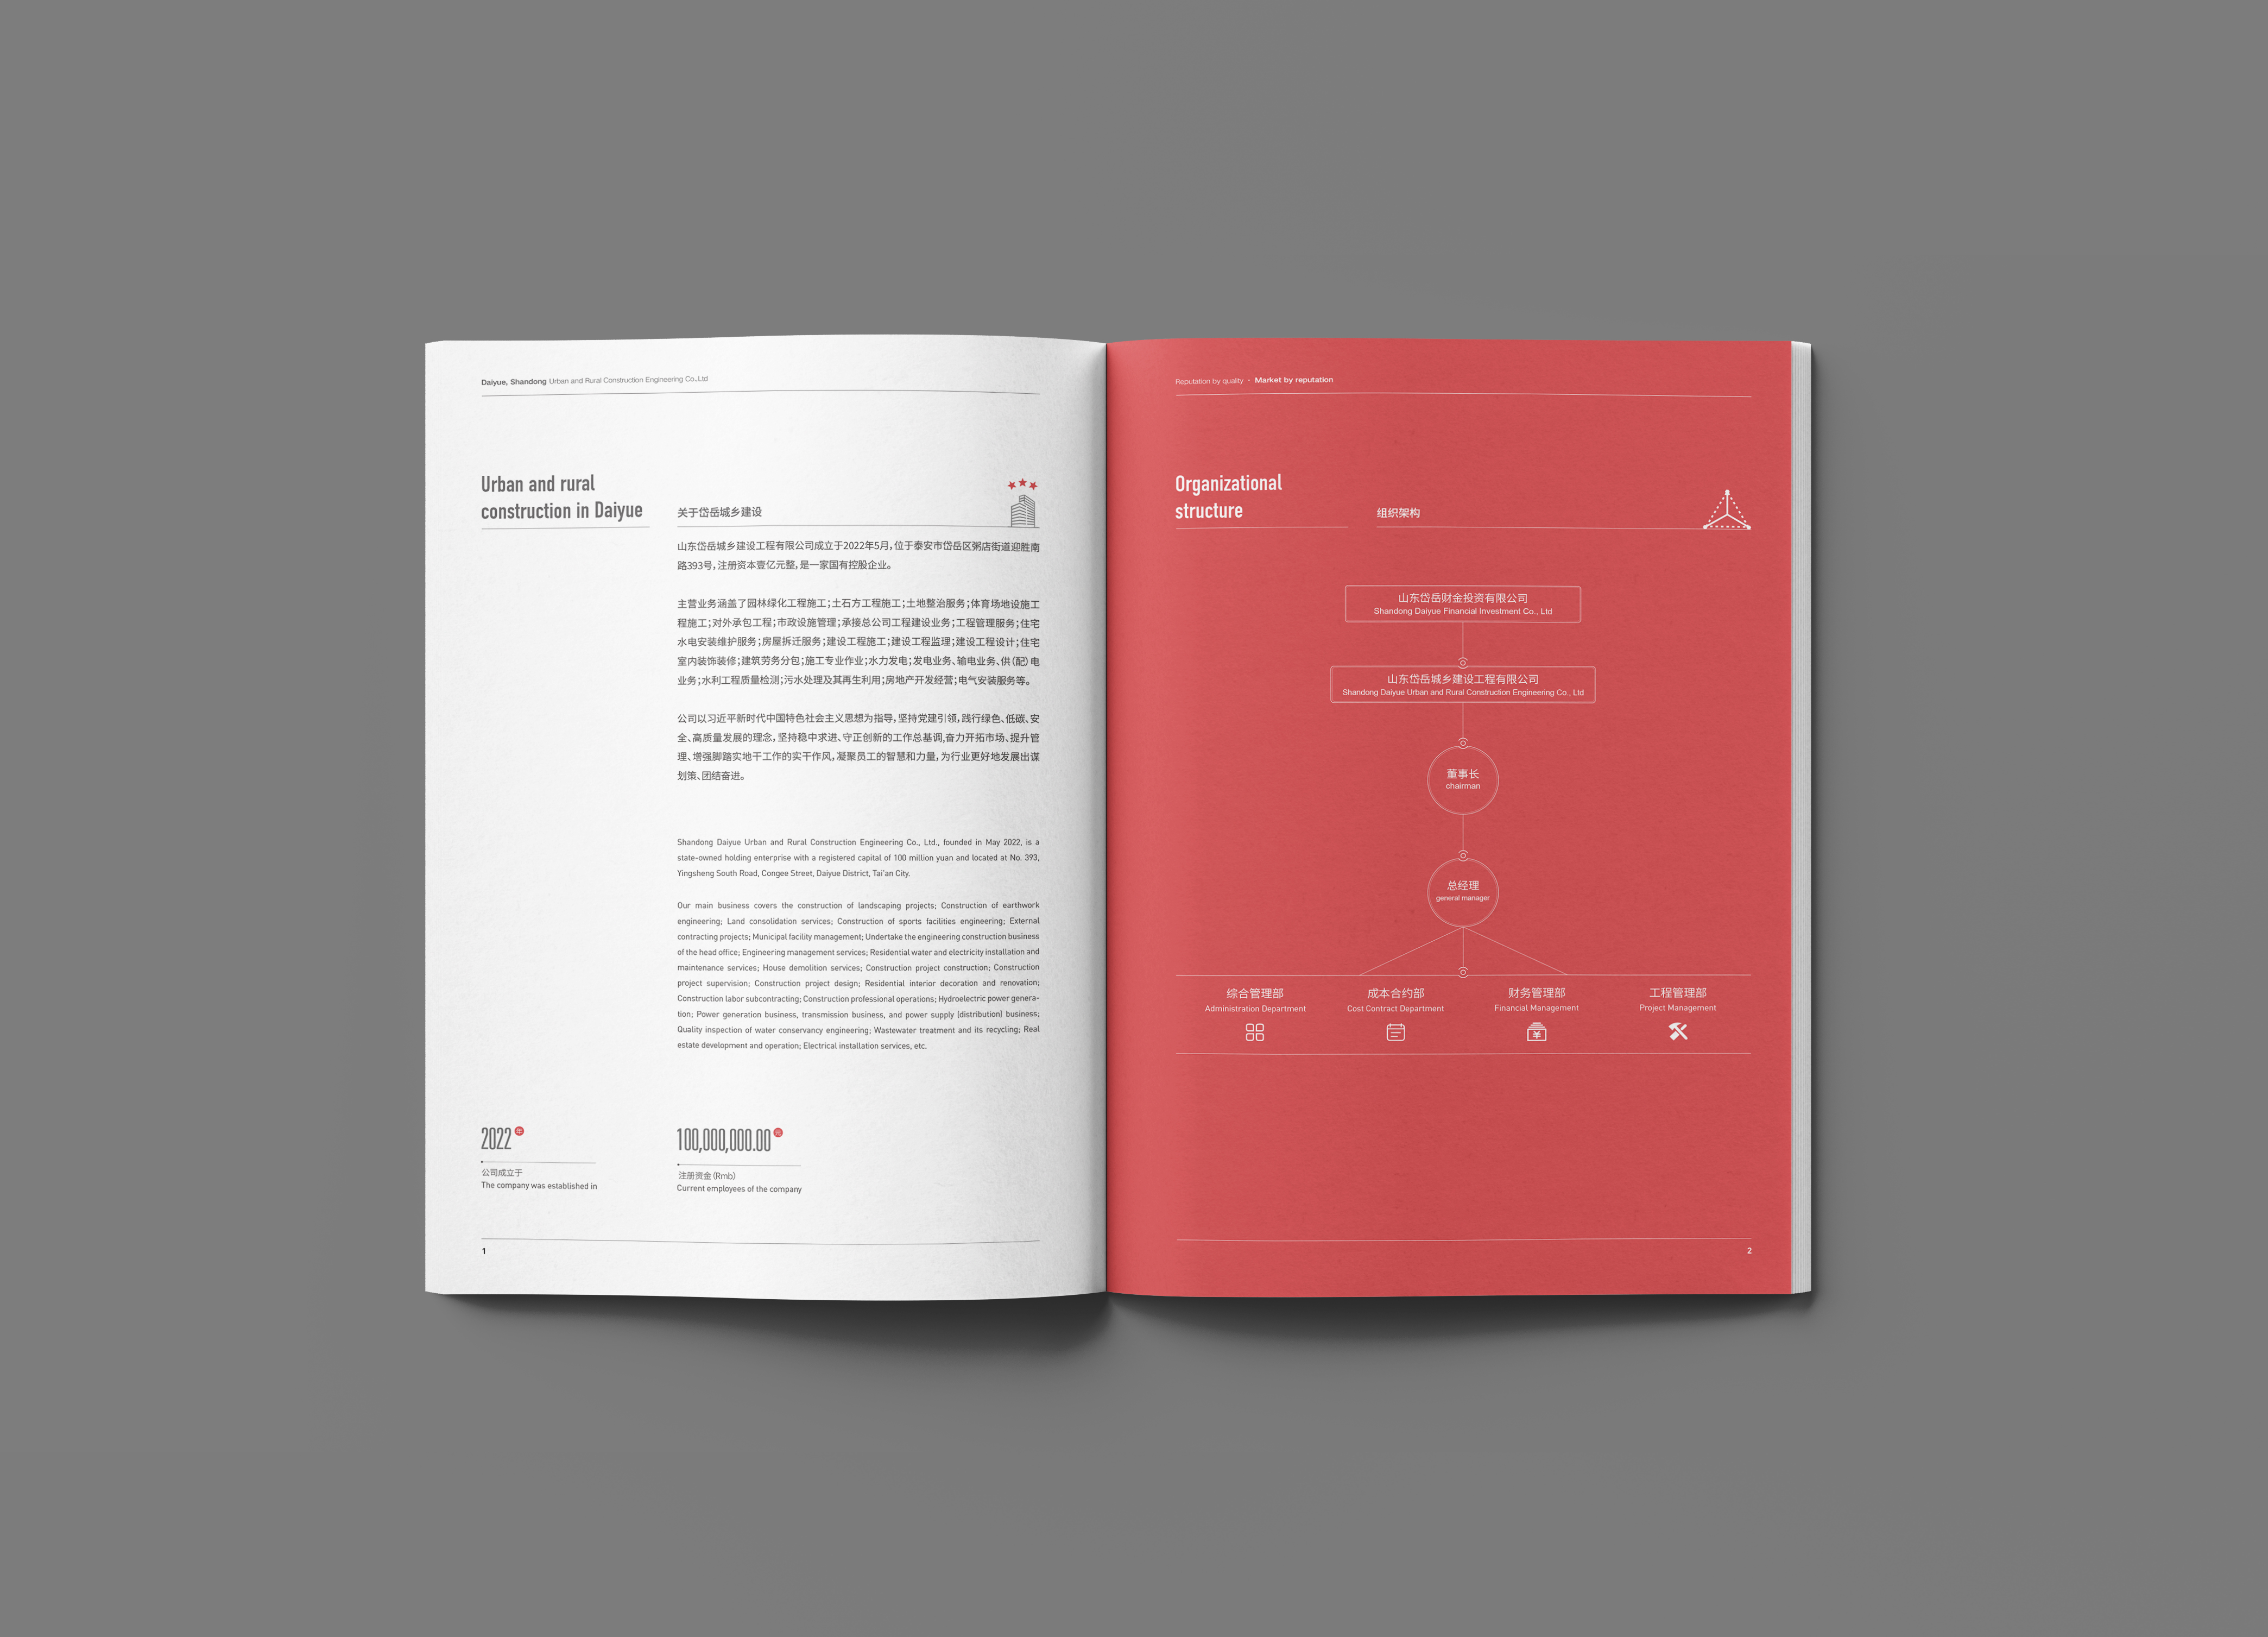 Daiyue, Shandong Urban and Rural Construction Engineering Co.,Ltd
Urban and rural
construction in Daiyue
关于岱岳城乡建设
山东岱岳城乡建设工程有限公司成立于2022年5月，位于泰安市岱岳区粥店街道迎胜南
路393号，注册资本壹亿元整，是一家国有控股企业。
主营业务涵盖了园林绿化工程施工；土石方工程施工；土地整治服务；体育场地设施工
程施工；对外承包工程；市政设施管理；承接总公司工程建设业务；工程管理服务；住宅
水电安装维护服务；房屋拆迁服务；建设工程施工；建设工程监理；建设工程设计；住宅
室内装饰装修；建筑劳务分包；施工专业作业；水力发电；发电业务、输电业务、供（配）电
业务；水利工程质量检测；污水处理及其再生利用；房地产开发经营；电气安装服务等。
公司以习近平新时代中国特色社会主义思想为指导，坚持党建引领，践行绿色、低碳、安
全、高质量发展的理念，坚持稳中求进、守正创新的工作总基调,奋力开拓市场、提升管
理、增强脚踏实地干工作的实干作风，凝聚员工的智慧和力量，为行业更好地发展出谋
划策、团结奋进。
Shandong Daiyue Urban and Rural Construction Engineering Co., Ltd., founded in May 2022, is a
state-owned holding enterprise with a registered capital of 100 million yuan and located at No. 393,
Yingsheng South Road, Congee Street, Daiyue District, Tai'an City.
Our main business covers the construction of landscaping projects; Construction of earthwork
engineering; Land consolidation services; Construction of sports facilities engineering; External
contracting projects; Municipal facility management; Undertake the engineering construction business
of the head office; Engineering management services; Residential water and electricity installation and
maintenance services; House demolition services; Construction project construction; Construction
project supervision; Construction project design; Residential interior decoration and renovation;
Construction labor subcontracting; Construction professional operations; Hydroelectric power genera-
tion; Power generation business, transmission business, and power supply (distribution) business;
Quality inspection of water conservancy engineering; Wastewater treatment and its recycling; Real
estate development and operation; Electrical installation services, etc.
2022 年
公司成立于
The company was established in
100,000,000.00 元
注册资金（Rmb）
Current employees of the company
1
Reputation by quality · Market by reputation
Organizational
structure
组织架构
山东岱岳财金投资有限公司
Shandong Daiyue Financial Investment Co., Ltd
山东岱岳城乡建设工程有限公司
Shandong Daiyue Urban and Rural Construction Engineering Co., Ltd
董事长
chairman
总经理
general manager
综合管理部
Administration Department
成本合约部
Cost Contract Department
财务管理部
Financial Management
工程管理部
Project Management
2